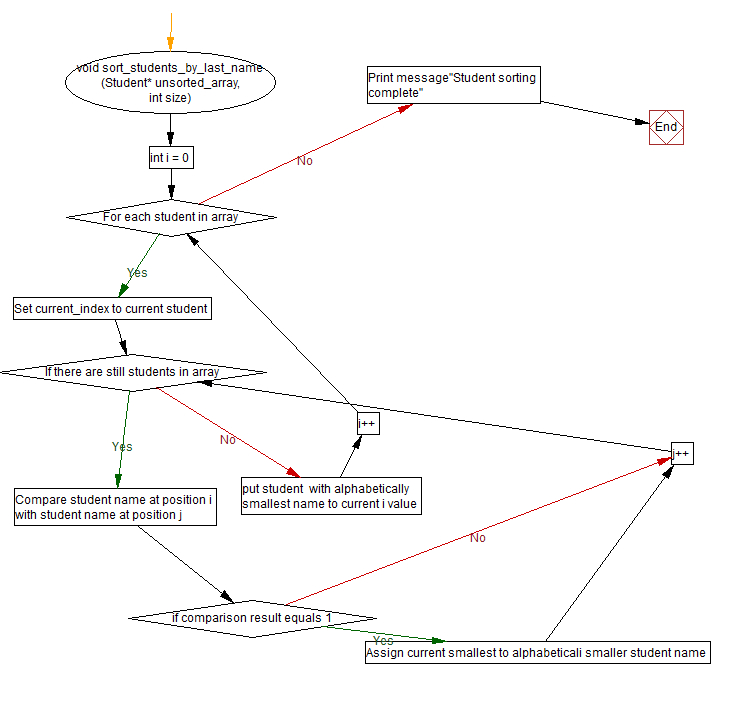 void sort_students_by_last_name
(Student* unsorted_array,
int size)
Print message"Student sorting
complete"
End
int i = 0
No
For each student in array
Yes
Set current_index to current student
If there are still students in array
i++
No
Yes
j++
put student  with alphabetically
smallest name to current i value
Compare student name at position i
with student name at position j
No
if comparison result equals 1
Yes
Assign current smallest to alphabeticali smaller student name